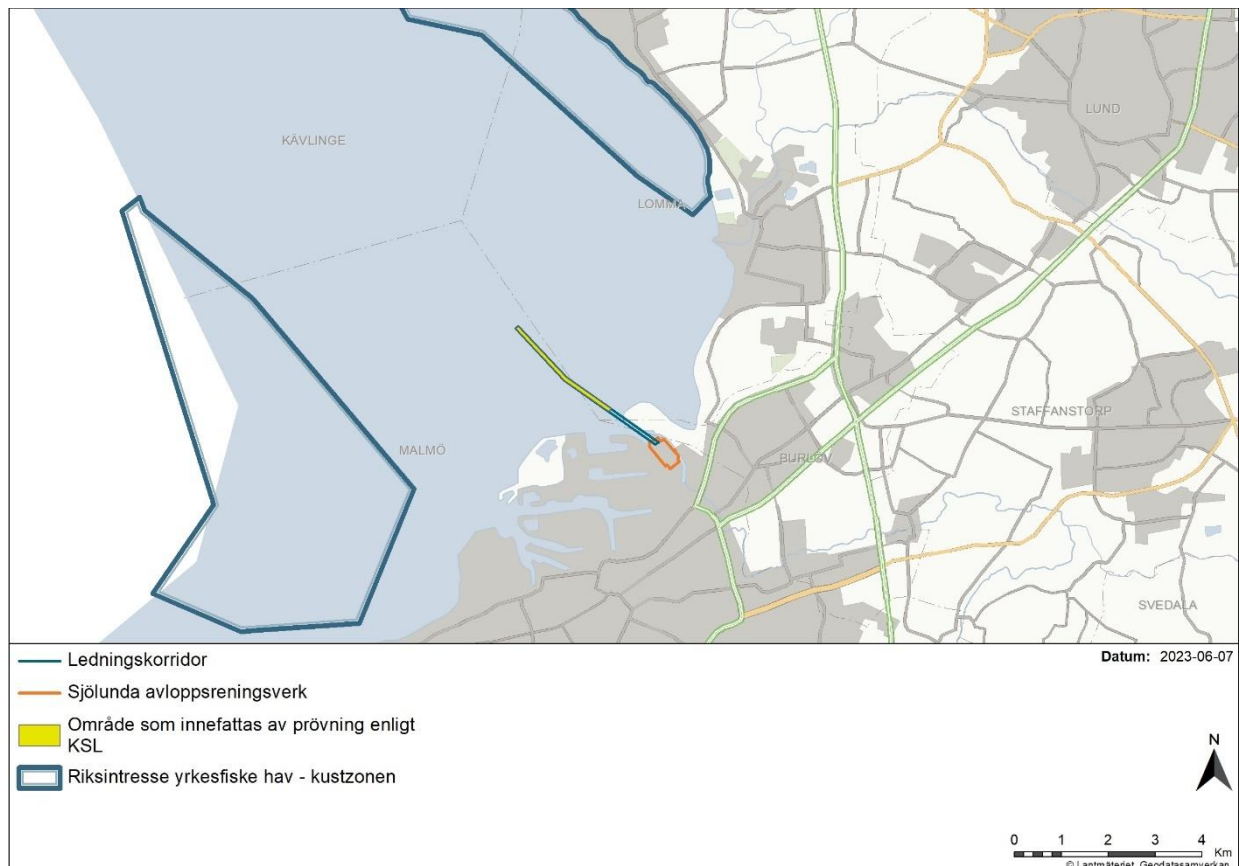 KÄVLINGE
LUND
LOMMA
STAFFANSTORP
MALMÖ
BURLÖV
SVEDALA
Ledningskorridor
Datum: 2023-06-07
Sjölunda avloppsreningsverk
Område som innefattas av prövning enligt
KSL
Riksintresse yrkesfiske hav - kustzonen
N
0 1 2 3 4
Km
© Lantmäteriet, Geodatasamverkan